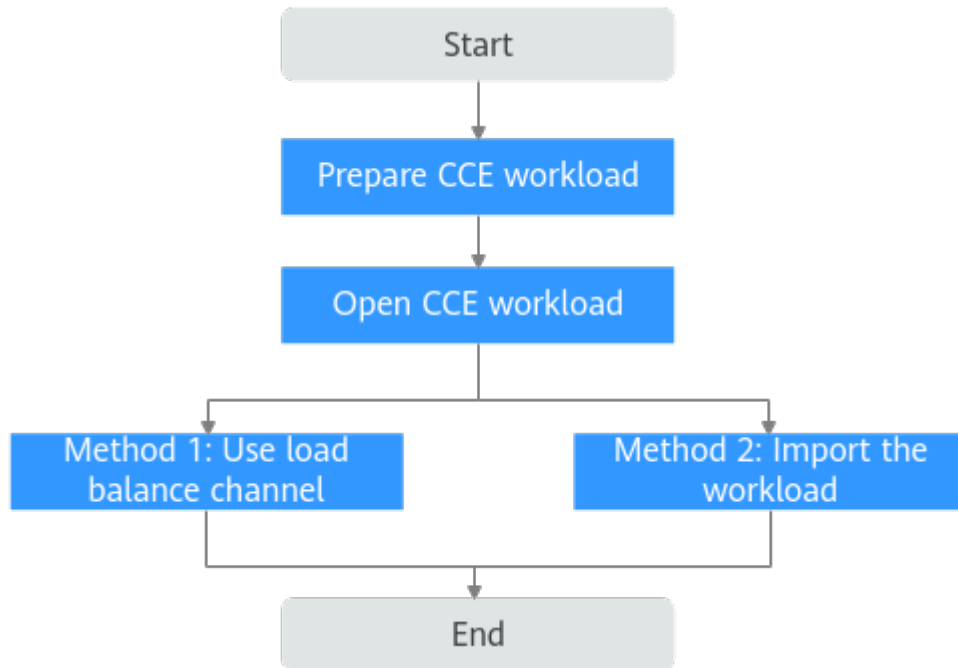 Start
Prepare CCE workload
Open CCE workload
Method 1: Use load
balance channel
Method 2: Import the
workload
End